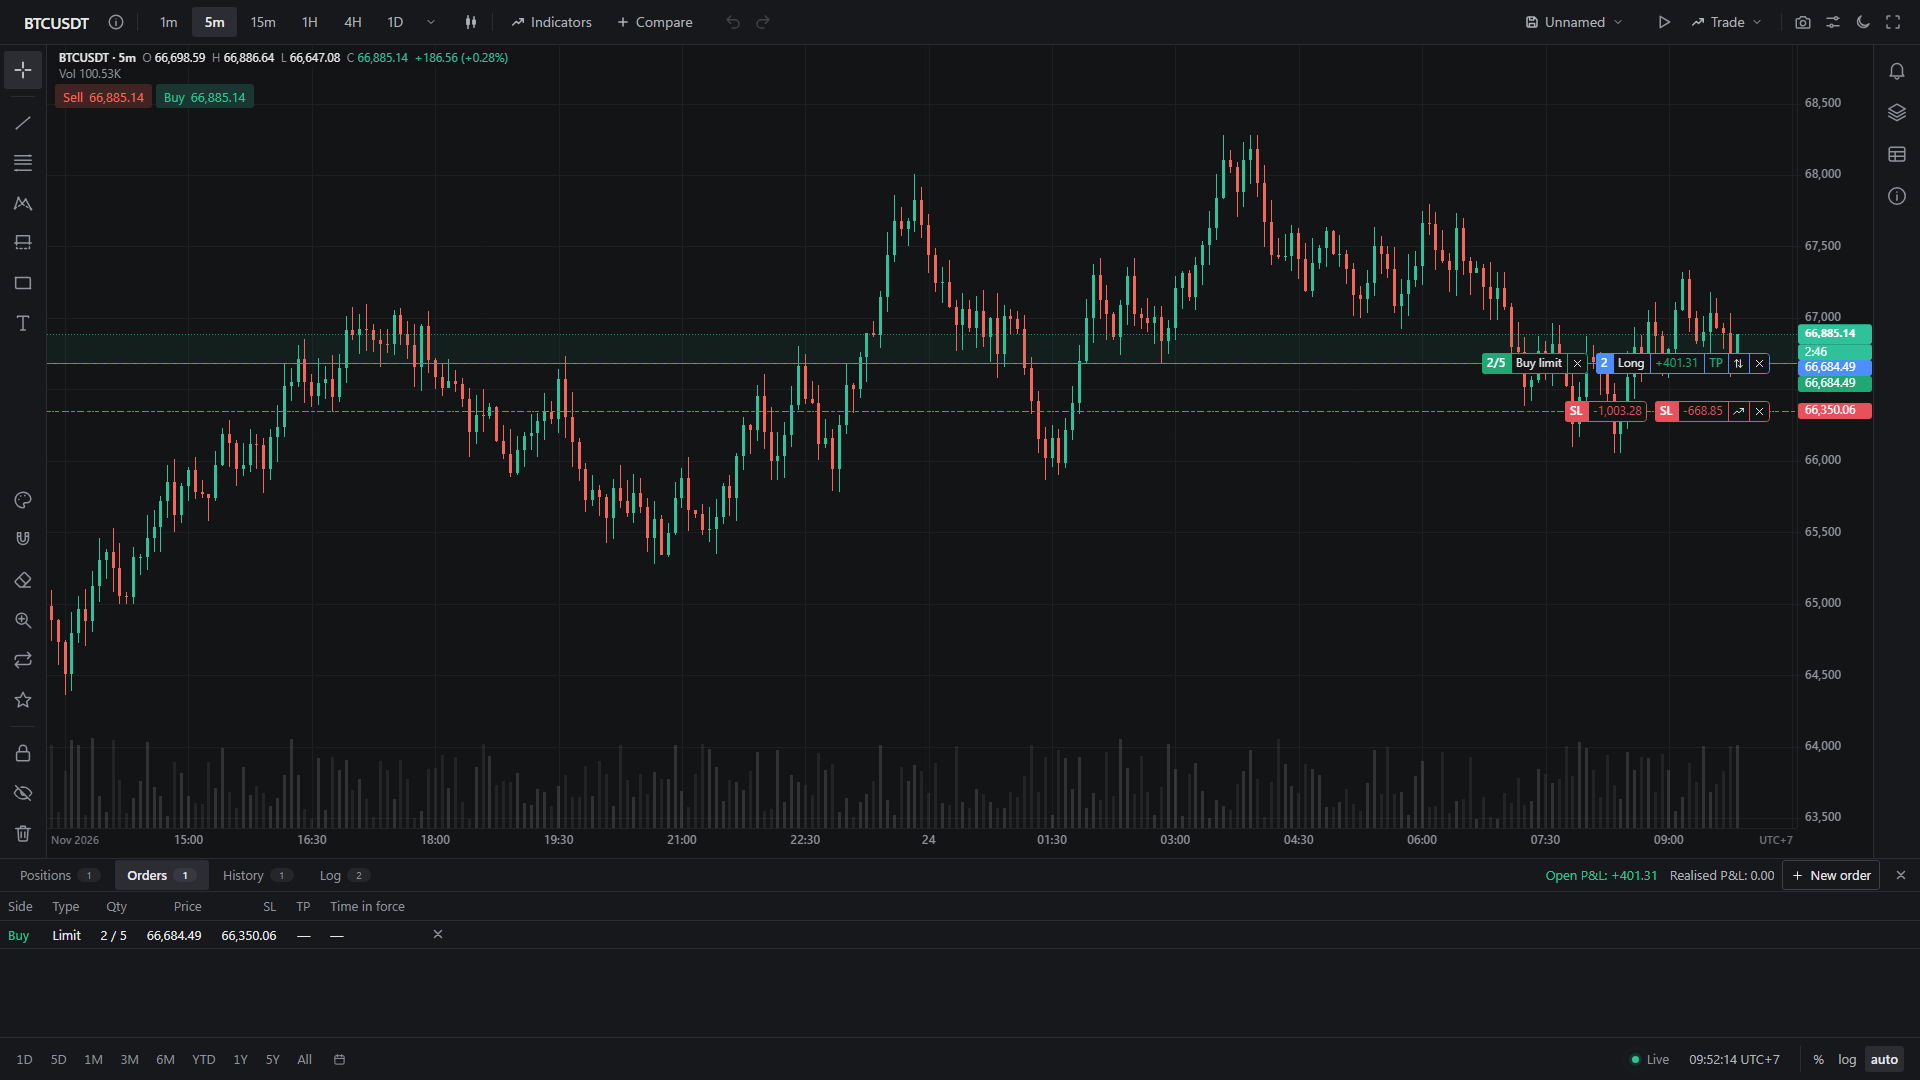 BTCUSDT 1m 5m 15m 1H 4H 1D Indicators Compare Unnamed Trade
BTCUSDT · 5m O 66,698.59 H 66,886.64 L 66,647.08 C 66,885.14 +186.56 (+0.28%)
Vol 100.53K
Sell 66,885.14 Buy 66,885.14
68,500
68,000
67,500
67,000
66,885.14
2:46
2/5 Buy limit 2 Long +401.31 TP 66,684.49
66,684.49
SL -1,003.28 SL -668.85 66,350.06
66,000
65,500
65,000
64,500
64,000
63,500
Nov 2026 15:00 16:30 18:00 19:30 21:00 22:30 24 01:30 03:00 04:30 06:00 07:30 09:00 UTC+7
Positions 1 Orders 1 History 1 Log 2 Open P&L: +401.31 Realised P&L: 0.00 New order
Side Type Qty Price SL TP Time in force
Buy Limit 2 / 5 66,684.49 66,350.06 — —
1D 5D 1M 3M 6M YTD 1Y 5Y All Live 09:52:14 UTC+7 % log auto